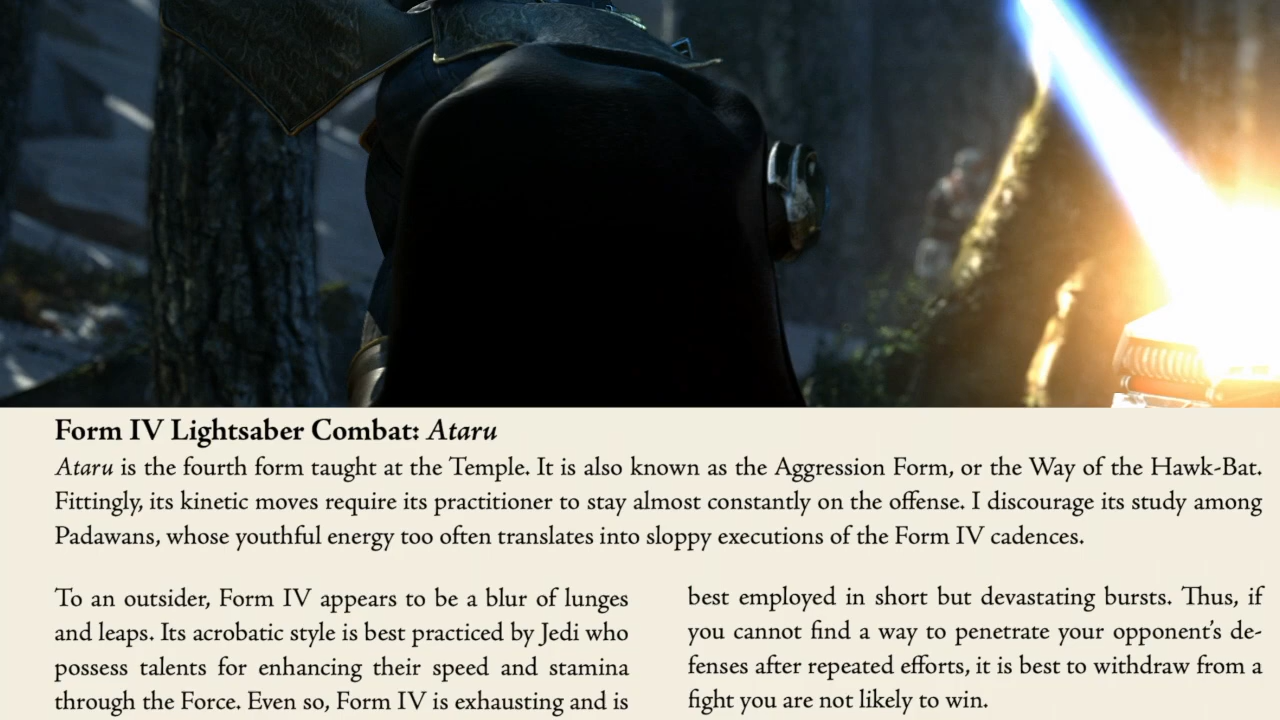 Form IV Lightsaber Combat: Ataru
Ataru is the fourth form taught at the Temple. It is also known as the Aggression Form, or the Way of the Hawk-Bat.
Fittingly, its kinetic moves require its practitioner to stay almost constantly on the offense. I discourage its study among
Padawans, whose youthful energy too often translates into sloppy executions of the Form IV cadences.
To an outsider, Form IV appears to be a blur of lunges
and leaps. Its acrobatic style is best practiced by Jedi who
possess talents for enhancing their speed and stamina
through the Force. Even so, Form IV is exhausting and is
best employed in short but devastating bursts. Thus, if
you cannot find a way to penetrate your opponent's de-
fenses after repeated efforts, it is best to withdraw from a
fight you are not likely to win.